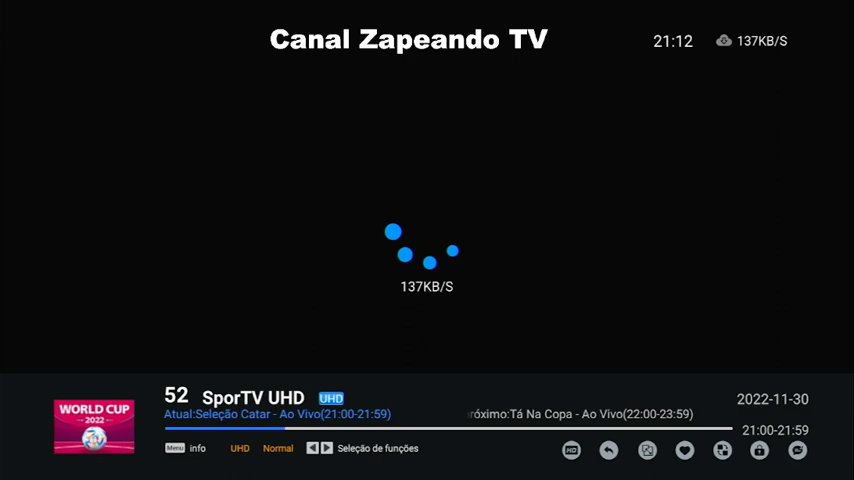 Canal Zapeando TV
21:12 137KB/S
137KB/S
52 SporTV UHD UHD
2022-11-30
WORLD CUP
2022
Atual:Seleção Catar - Ao Vivo(21:00-21:59)
róximo:Tá Na Copa - Ao Vivo(22:00-23:59)
21:00-21:59
Menu info UHD Normal Seleção de funções
HD